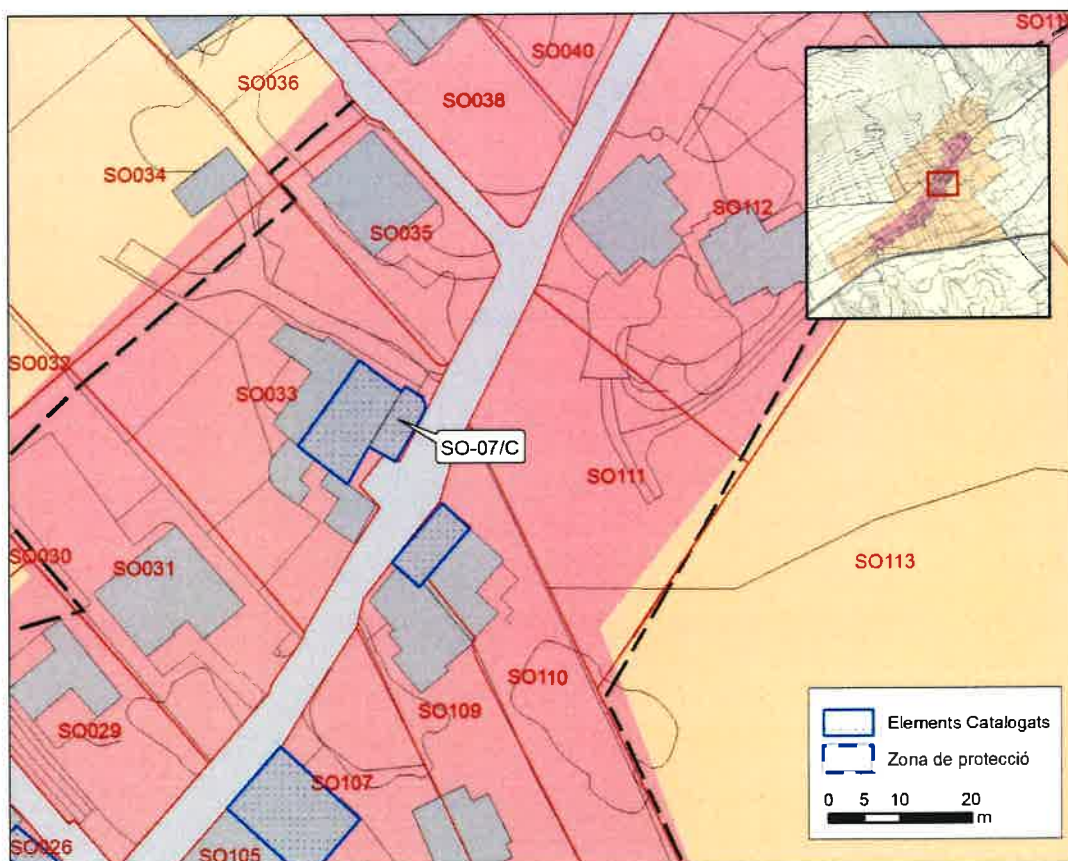 SO11
SO040
SO036
SO038
SO034
SO112
SO035
SO032
SO033
SO-07/C
SO111
SO030
SO031
SO113
SO110
SO109
SO029
SO107
SO026
SO105
Elements Catalogats
Zona de protecció
0 5 10 20
m